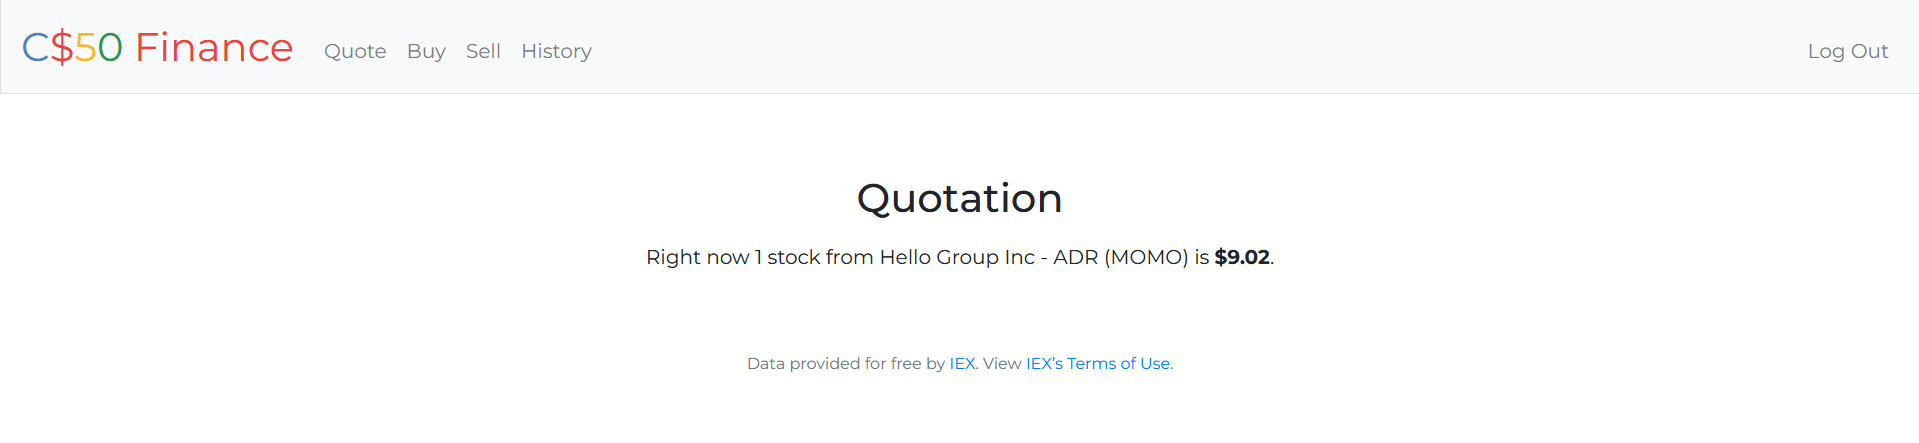 C$50 Finance Quote Buy Sell History Log Out
Quotation
Right now 1 stock from Hello Group Inc - ADR (MOMO) is $9.02.
Data provided for free by IEX. View IEX’s Terms of Use.